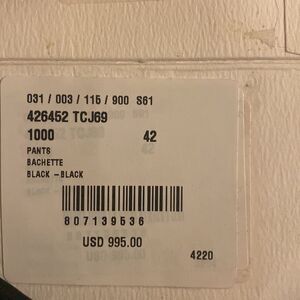 031 / 003 / 115 / 900 S61
426452 TCJ69
1000 42
PANTS
BACHETTE
BLACK - BLACK
807139536
USD 995.00
4220